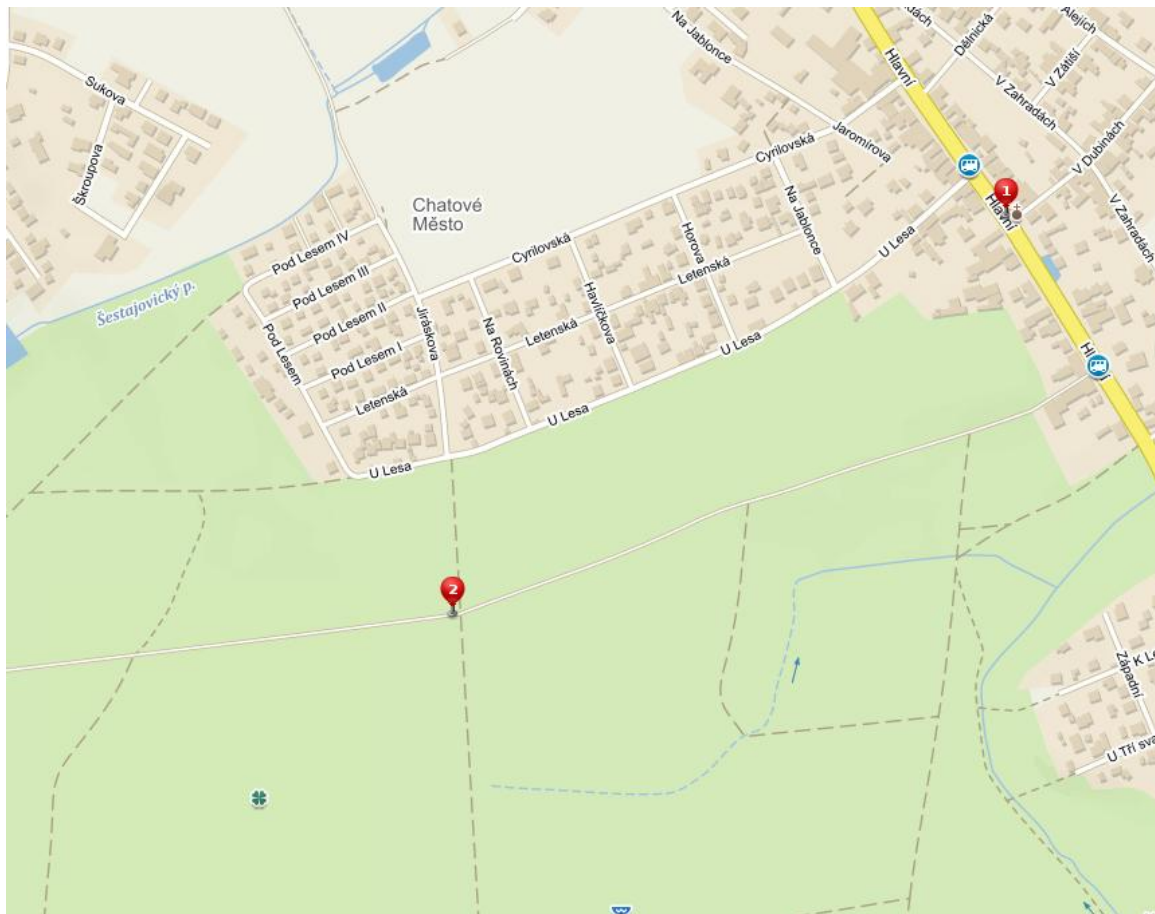 Na Jablonce
Hlavní
Dělnická
Alejích
V Zátiší
V Zahradách
Sukova
Škroupova
Jaromírova
Cyrilovská
V Dubinách
1
Hlavní
V Zahradách
Chatové
Město
Na Jablonce
Horova
U Lesa
Pod Lesem IV
Cyrilovská
Letenská
Pod Lesem III
Šestajovický p.
Havlíčkova
Pod Lesem II
Jiráskova
Na Rovinách
Letenská
U Lesa
Pod Lesem
Pod Lesem I
Letenská
U Lesa
U Lesa
2
Západní
K Le
U Tří sva